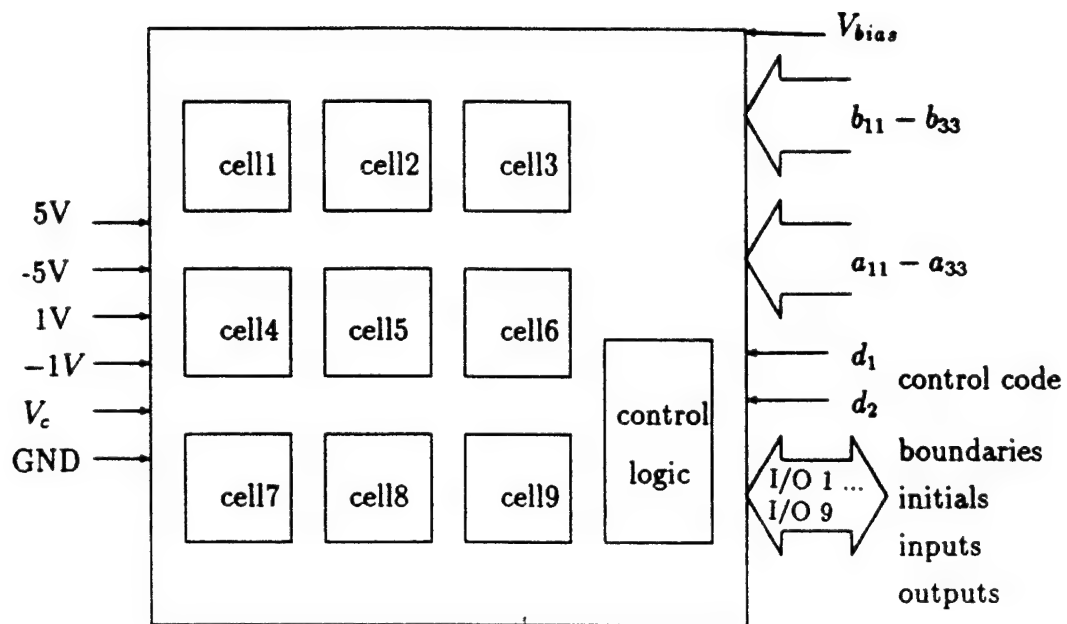 V_bias
b_11 − b_33
cell1 cell2 cell3
5V
-5V
a_11 − a_33
1V
cell4 cell5 cell6
−1V
d_1
control code
V_c
d_2
control
logic
GND
boundaries
cell7 cell8 cell9
I/O 1 ...
I/O 9
initials
inputs
outputs